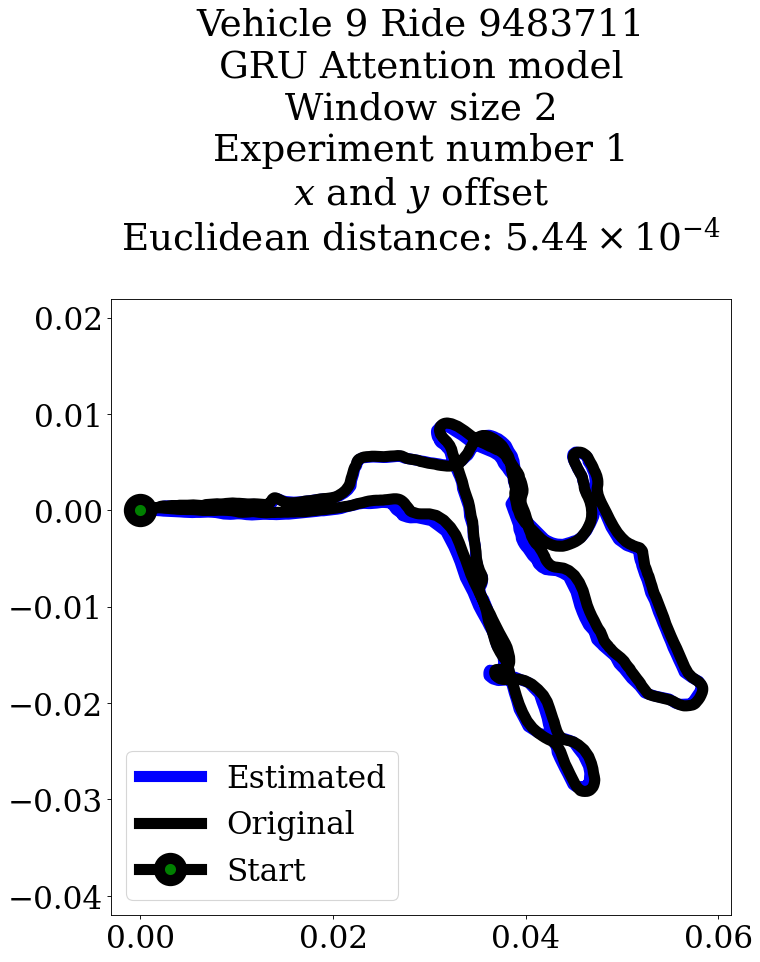 Vehicle 9 Ride 9483711
GRU Attention model
Window size 2
Experiment number 1
x and y offset
Euclidean distance: 5.44 × 10⁻⁴
0.02
0.01
0.00
−0.01
−0.02
−0.03
−0.04
Estimated
Original
Start
0.00 0.02 0.04 0.06